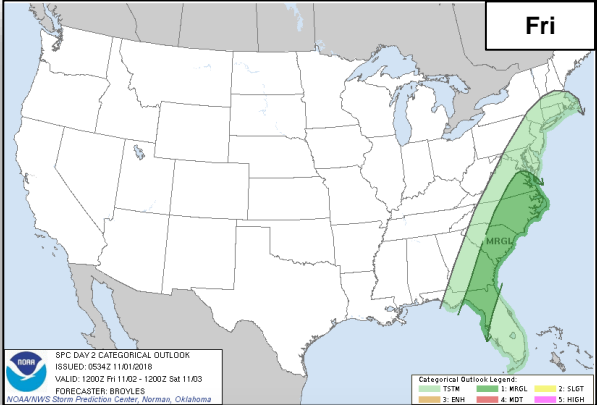 Fri
MRGL
SPC DAY 2 CATEGORICAL OUTLOOK
ISSUED: 0534Z 11/01/2018
VALID: 1200Z Fri 11/02 - 1200Z Sat 11/03
FORECASTER: BROYLES
NOAA/NWS Storm Prediction Center, Norman, Oklahoma
NOAA
Categorical Outlook Legend:
TSTM 1: MRGL 2: SLGT
3: ENH 4: MDT 5: HIGH